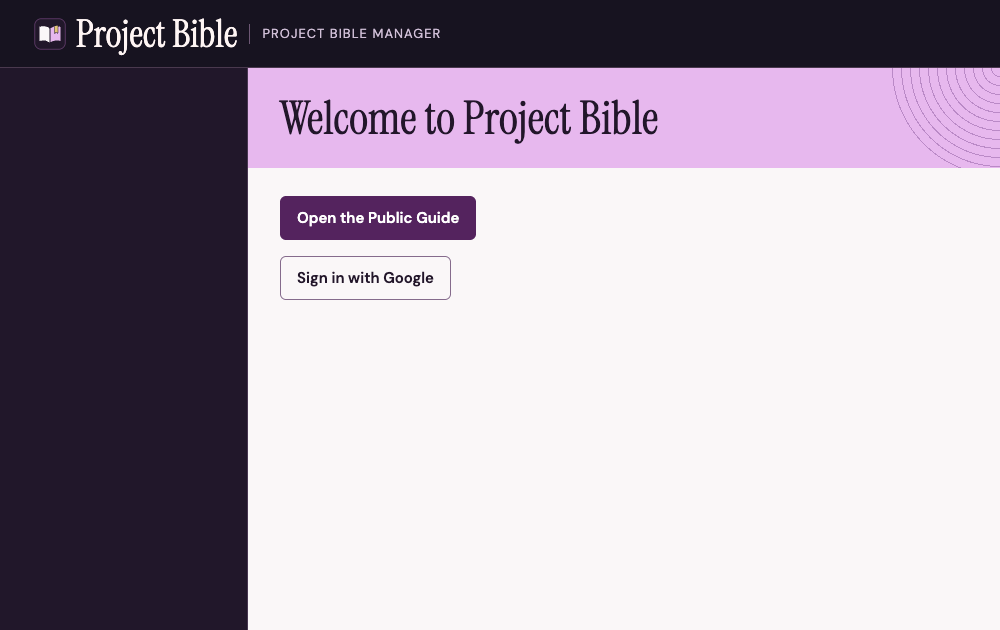 Project Bible
PROJECT BIBLE MANAGER
Welcome to Project Bible
Open the Public Guide
Sign in with Google